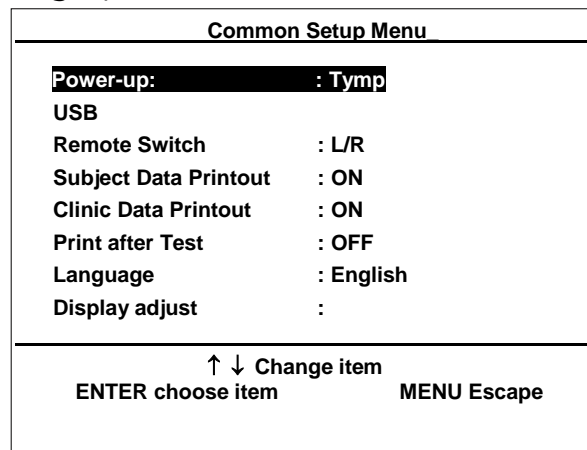 Common Setup Menu_
Power-up: : Tymp
USB
Remote Switch : L/R
Subject Data Printout : ON
Clinic Data Printout : ON
Print after Test : OFF
Language : English
Display adjust :
↑ ↓ Change item
ENTER choose item MENU Escape